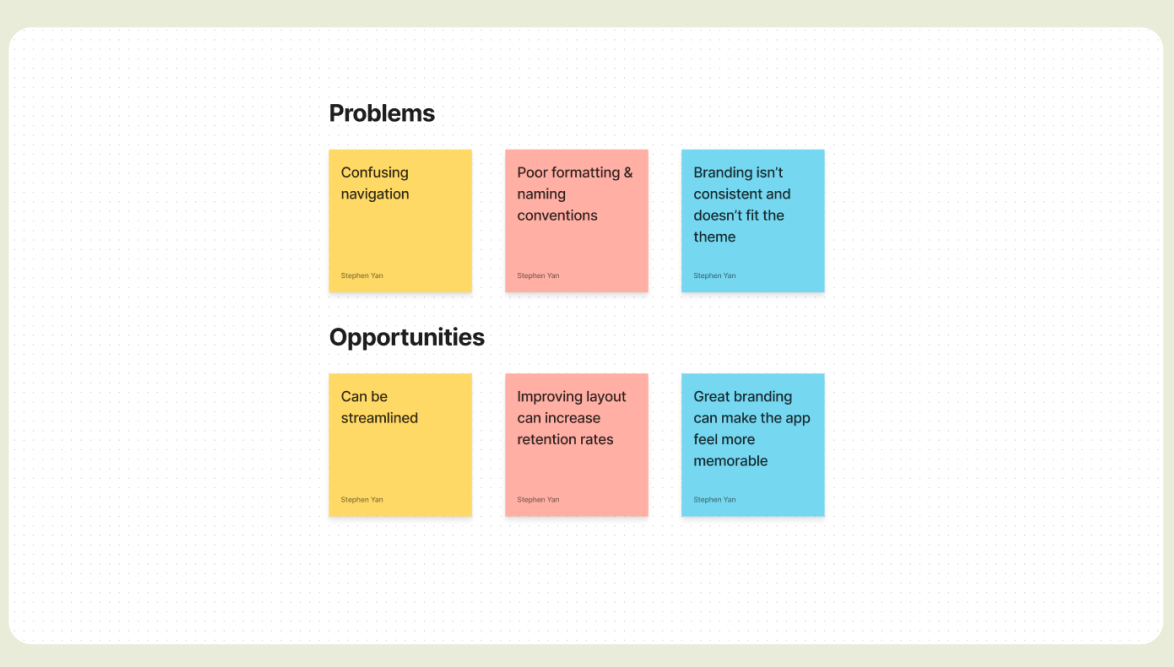 Problems
Confusing
navigation
Stephen Yan
Poor formatting &
naming
conventions
Stephen Yan
Branding isn't
consistent and
doesn't fit the
theme
Stephen Yan
Opportunities
Can be
streamlined
Stephen Yan
Improving layout
can increase
retention rates
Stephen Yan
Great branding
can make the app
feel more
memorable
Stephen Yan